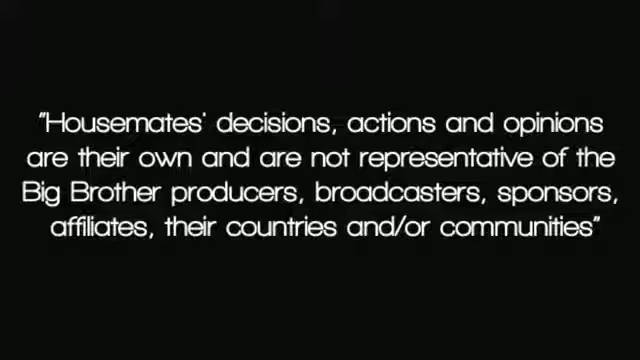 "Housemates' decisions, actions and opinions
are their own and are not representative of the
Big Brother producers, broadcasters, sponsors,
affiliates, their countries and/or communities"